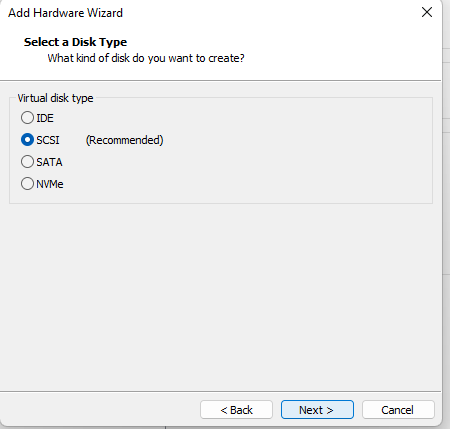 Add Hardware Wizard
Select a Disk Type
What kind of disk do you want to create?
Virtual disk type
IDE
SCSI (Recommended)
SATA
NVMe
< Back Next > Cancel